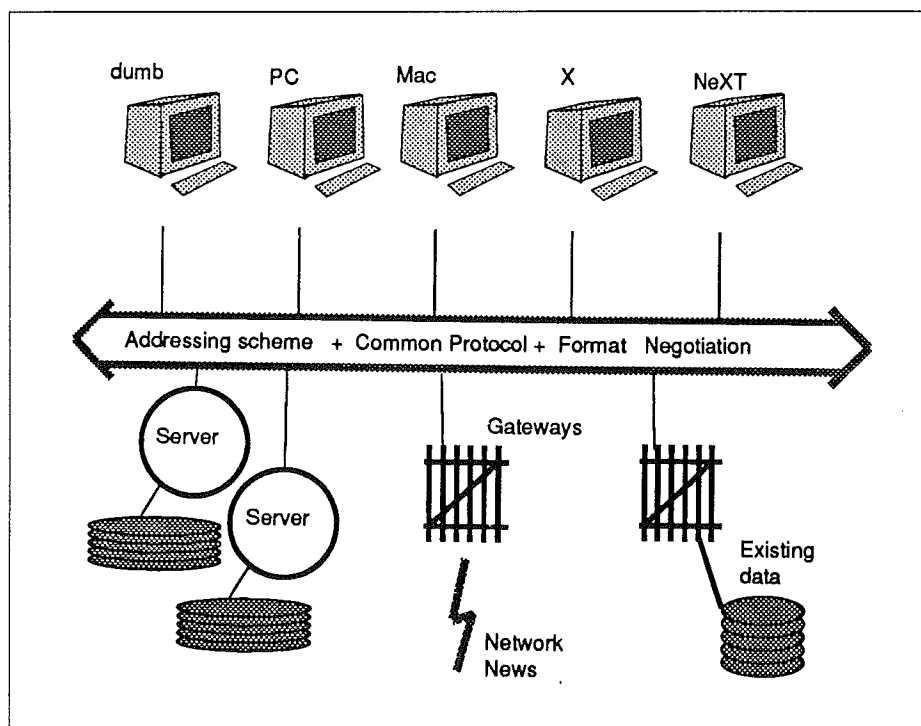 dumb
PC
Mac
X
NeXT
Addressing scheme + Common Protocol + Format Negotiation
Server
Server
Gateways
Existing
data
Network
News